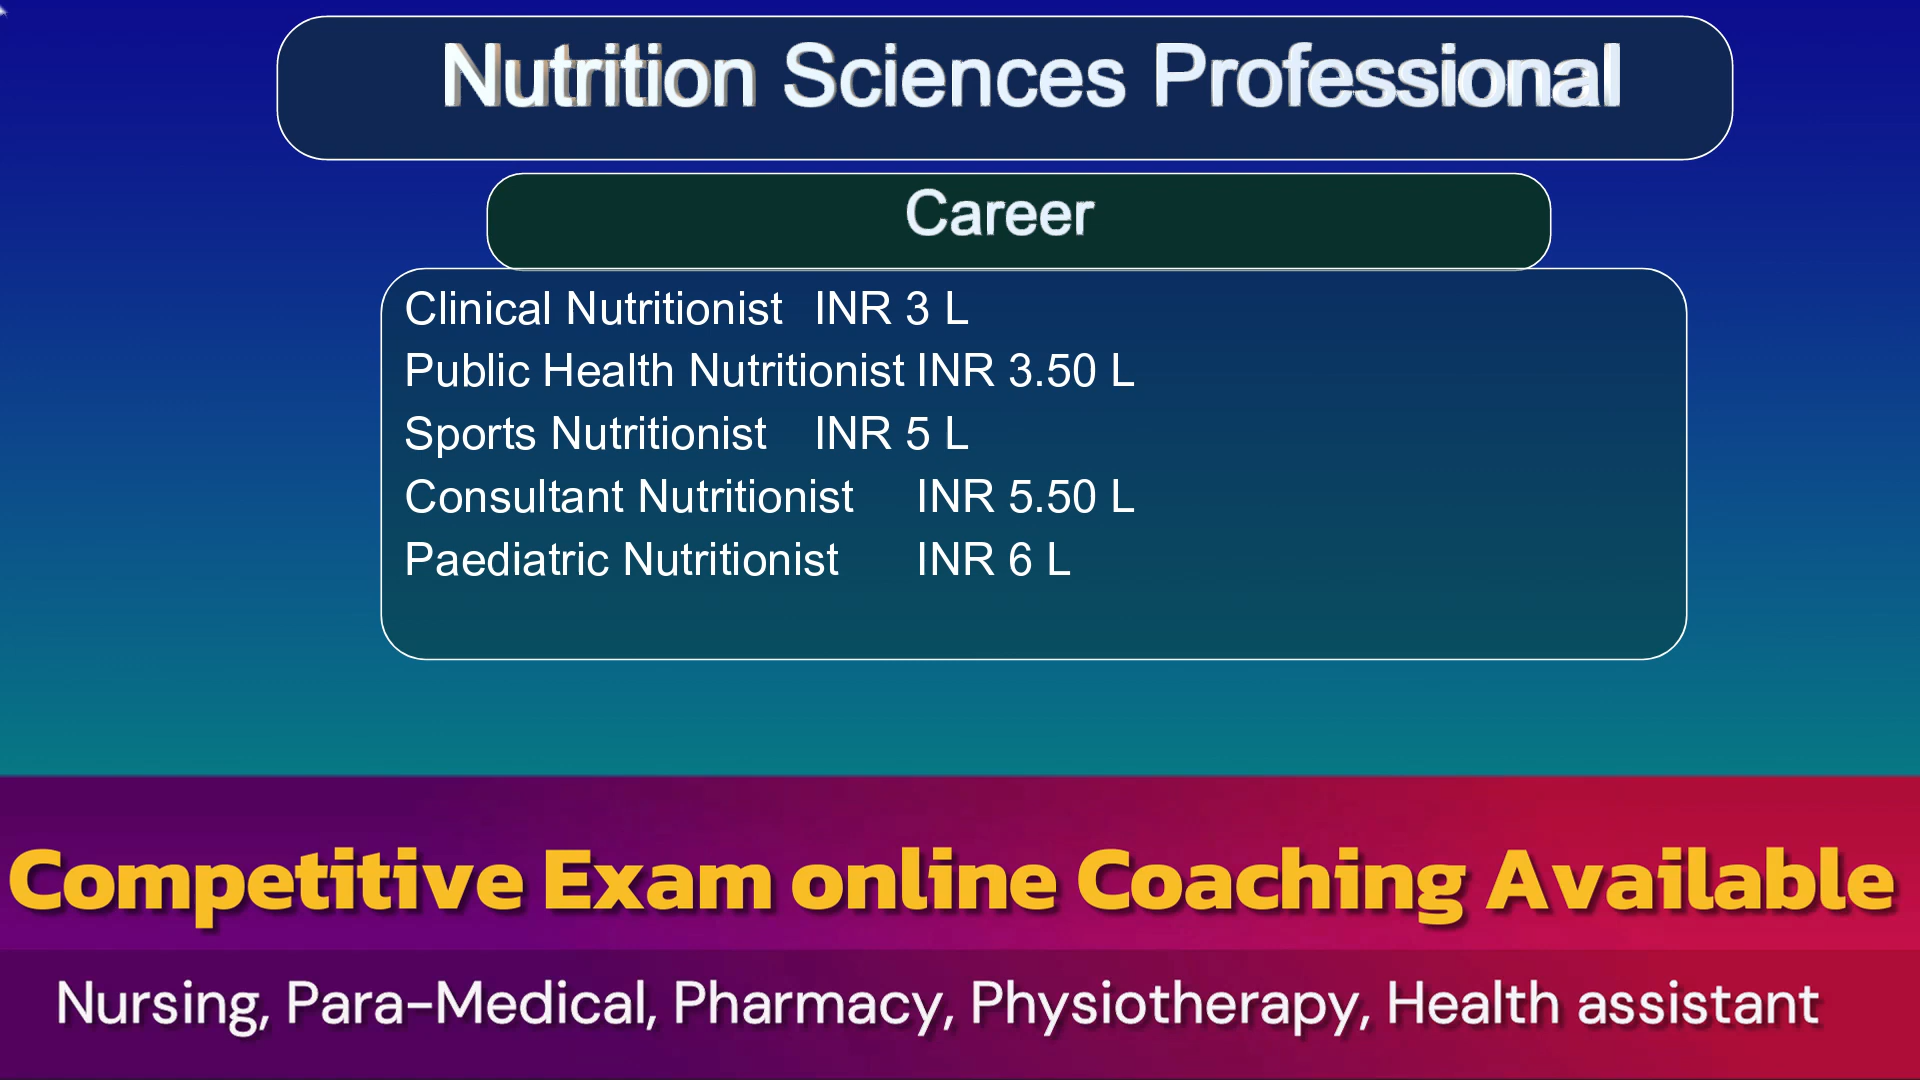 Nutrition Sciences Professional
Career
Clinical Nutritionist INR 3 L
Public Health Nutritionist INR 3.50 L
Sports Nutritionist INR 5 L
Consultant Nutritionist INR 5.50 L
Paediatric Nutritionist INR 6 L
Competitive Exam online Coaching Available
Nursing, Para-Medical, Pharmacy, Physiotherapy, Health assistant